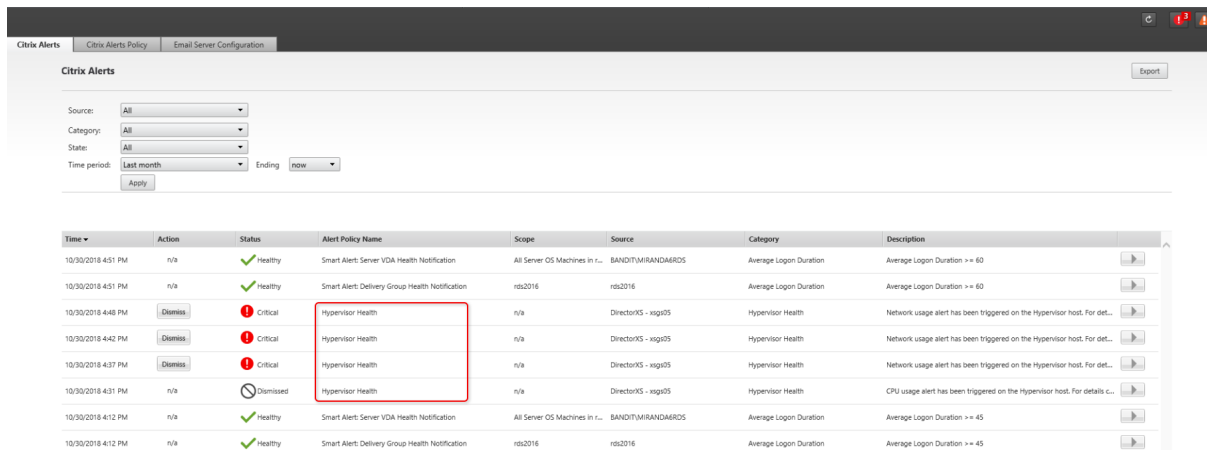 3
Citrix Alerts Citrix Alerts Policy Email Server Configuration
Citrix Alerts Export
Source: All
Category: All
State: All
Time period: Last month Ending now
Apply
Time Action Status Alert Policy Name Scope Source Category Description
10/30/2018 4:51 PM n/a Healthy Smart Alert: Server VDA Health Notification All Server OS Machines in r... BANDIT\MIRANDA6RDS Average Logon Duration Average Logon Duration >= 60
10/30/2018 4:51 PM n/a Healthy Smart Alert: Delivery Group Health Notification rds2016 rds2016 Average Logon Duration Average Logon Duration >= 60
10/30/2018 4:48 PM Dismiss Critical Hypervisor Health n/a DirectorXS - xsgs05 Hypervisor Health Network usage alert has been triggered on the Hypervisor host. For det...
10/30/2018 4:42 PM Dismiss Critical Hypervisor Health n/a DirectorXS - xsgs05 Hypervisor Health Network usage alert has been triggered on the Hypervisor host. For det...
10/30/2018 4:37 PM Dismiss Critical Hypervisor Health n/a DirectorXS - xsgs05 Hypervisor Health Network usage alert has been triggered on the Hypervisor host. For det...
10/30/2018 4:31 PM n/a Dismissed Hypervisor Health n/a DirectorXS - xsgs05 Hypervisor Health CPU usage alert has been triggered on the Hypervisor host. For details c...
10/30/2018 4:12 PM n/a Healthy Smart Alert: Server VDA Health Notification All Server OS Machines in r... BANDIT\MIRANDA6RDS Average Logon Duration Average Logon Duration >= 45
10/30/2018 4:12 PM n/a Healthy Smart Alert: Delivery Group Health Notification rds2016 rds2016 Average Logon Duration Average Logon Duration >= 45